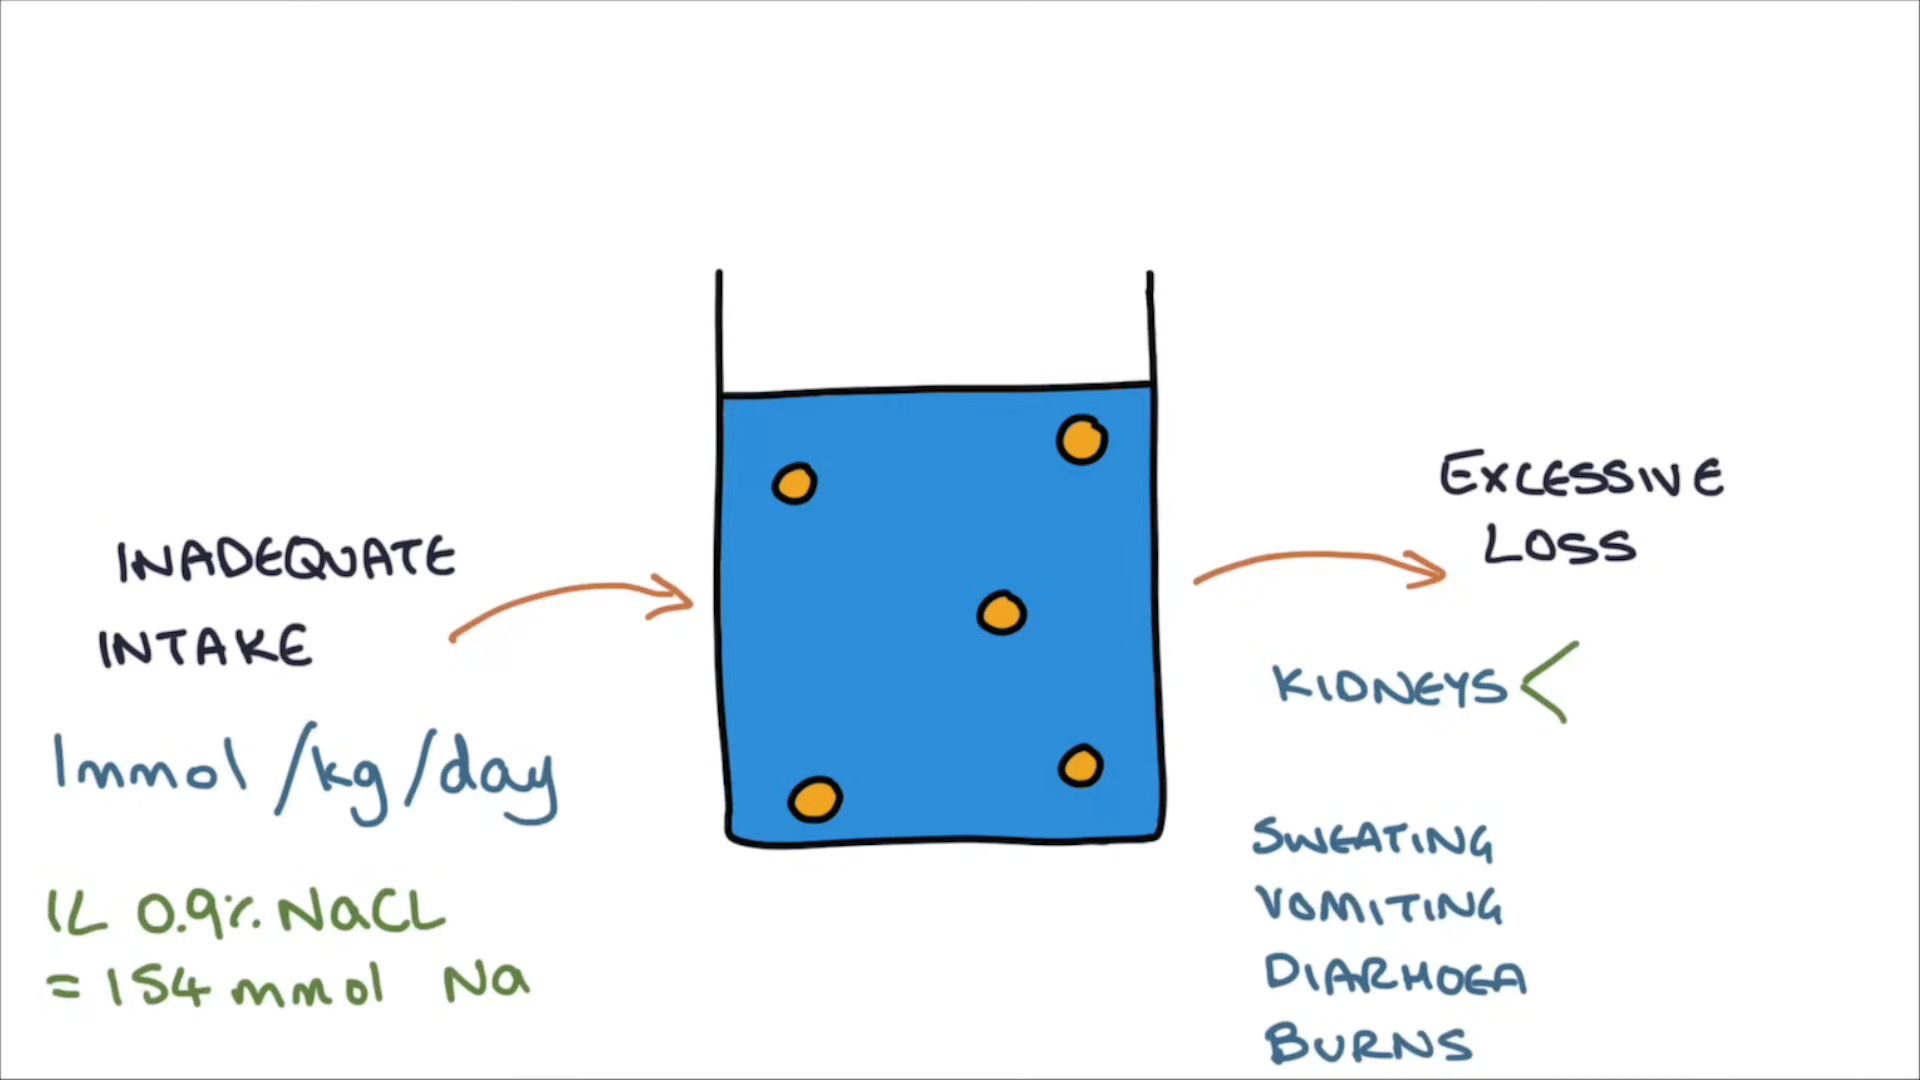 INADEQUATE
INTAKE
1mmol/kg/day
1L 0.9% NaCL
= 154 mmol Na
EXCESSIVE
LOSS
KIDNEYS <
SWEATING
VOMITING
DIARHOEA
BURNS